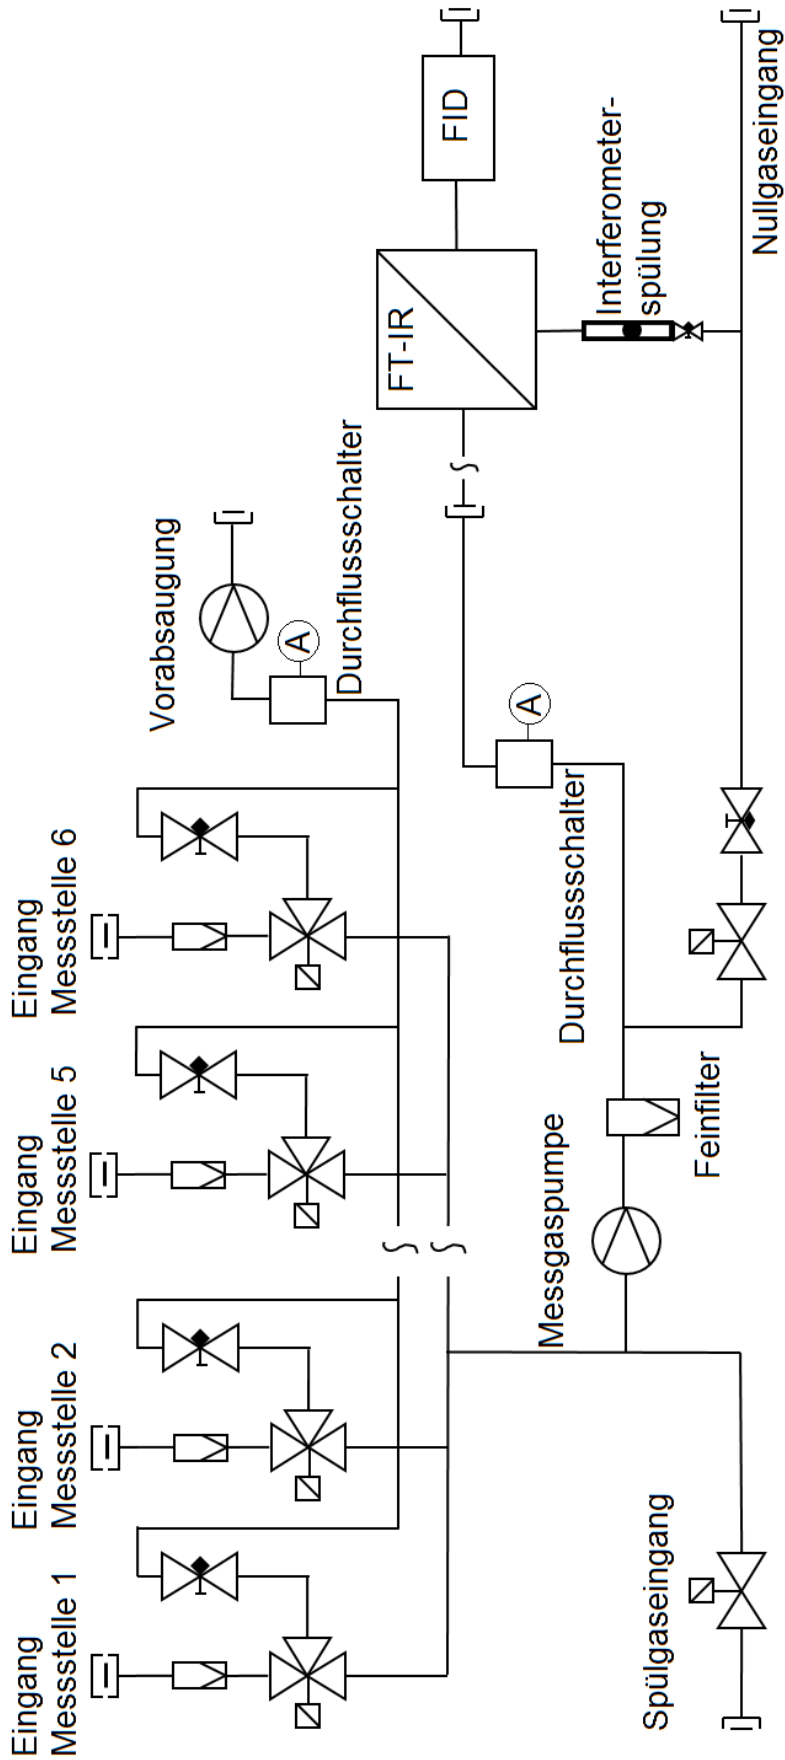 Eingang
Messstelle 1
Eingang
Messstelle 2
Eingang
Messstelle 5
Eingang
Messstelle 6
Vorabsaugung
A
Durchflussschalter
FT-IR
FID
Interferometer-
spülung
Nullgaseingang
A
Durchflussschalter
Messgaspumpe
Feinfilter
Spülgaseingang